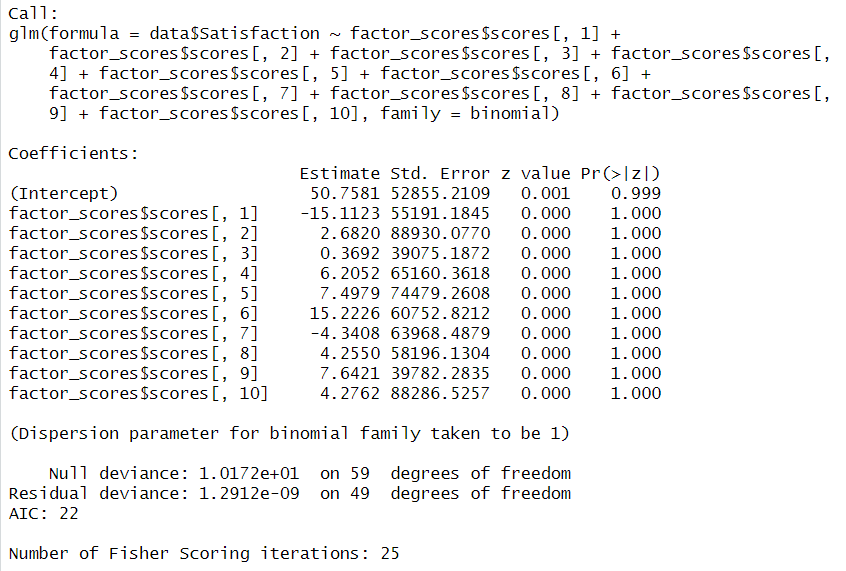 Call:
glm(formula = data$Satisfaction ~ factor_scores$scores[, 1] +
    factor_scores$scores[, 2] + factor_scores$scores[, 3] + factor_scores$scores[,
    4] + factor_scores$scores[, 5] + factor_scores$scores[, 6] +
    factor_scores$scores[, 7] + factor_scores$scores[, 8] + factor_scores$scores[,
    9] + factor_scores$scores[, 10], family = binomial)

Coefficients:
                             Estimate Std. Error z value Pr(>|z|)
(Intercept)                   50.7581 52855.2109   0.001    0.999
factor_scores$scores[, 1]    -15.1123 55191.1845   0.000    1.000
factor_scores$scores[, 2]      2.6820 88930.0770   0.000    1.000
factor_scores$scores[, 3]      0.3692 39075.1872   0.000    1.000
factor_scores$scores[, 4]      6.2052 65160.3618   0.000    1.000
factor_scores$scores[, 5]      7.4979 74479.2608   0.000    1.000
factor_scores$scores[, 6]     15.2226 60752.8212   0.000    1.000
factor_scores$scores[, 7]     -4.3408 63968.4879   0.000    1.000
factor_scores$scores[, 8]      4.2550 58196.1304   0.000    1.000
factor_scores$scores[, 9]      7.6421 39782.2835   0.000    1.000
factor_scores$scores[, 10]     4.2762 88286.5257   0.000    1.000

(Dispersion parameter for binomial family taken to be 1)

    Null deviance: 1.0172e+01  on 59  degrees of freedom
Residual deviance: 1.2912e-09  on 49  degrees of freedom
AIC: 22

Number of Fisher Scoring iterations: 25